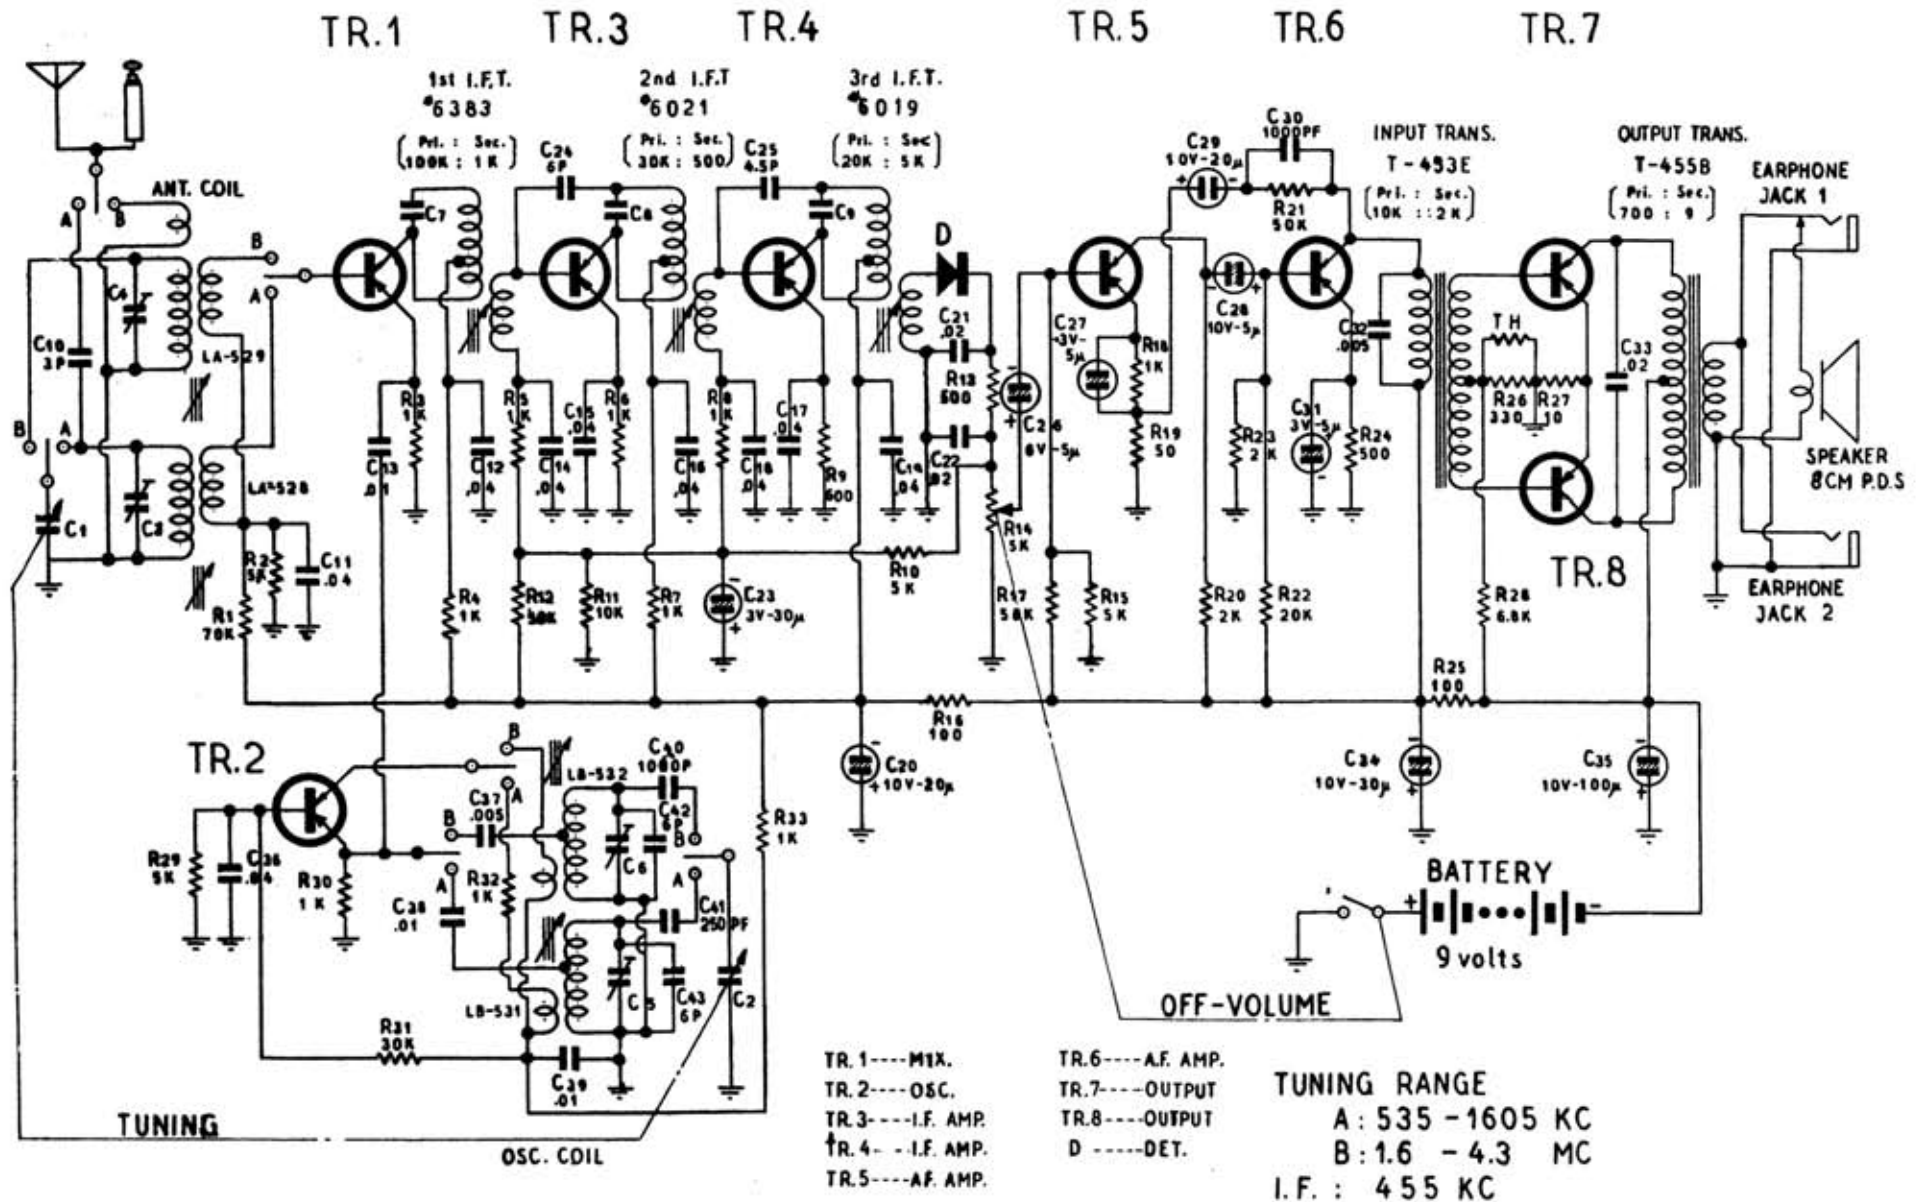 TR.1
TR.3
TR.4
TR.5
TR.6
TR.7
1st I.F.T.
*6383
(Pri. : Sec.
100K : 1K)
2nd I.F.T
*6021
(Pri. : Sec.
30K : 500)
3rd I.F.T.
*6019
(Pri. : Sec
20K : 5K)
INPUT TRANS.
T-453E
(Pri. : Sec.
10K : : 2K)
OUTPUT TRANS.
T-455B
(Pri. : Sec.
700 : 9)
EARPHONE
JACK 1
ANT. COIL
A
B
B
A
C4
C10
3P
LA-529
B
A
C1
C3
LA-528
R2
5K
C11
.04
R1
70K
C7
C24
6P
C8
C25
4.5P
C9
D
C21
.02
R13
C22
C26
6V-5µ
C27
-3V-
5µ
R18
1K
R19
50
C29
10V-20µ
C30
1000PF
R21
50K
C28
10V-5µ
R23
2K
C31
3V-5µ
C32
.005
R24
500
TH
R26
330
R27
10
C33
.02
SPEAKER
8CM P.D.S
EARPHONE
JACK 2
R3
1K
C13
.01
C12
.04
R5
1K
C14
.04
C15
.04
R6
1K
C16
.04
R8
1K
C18
.04
C17
.04
R9
C19
.04
R14
5K
R10
5K
R4
1K
R12
R11
10K
R7
1K
C23
3V-30µ
R17
R15
5K
R20
2K
R22
20K
R28
6.8K
TR.8
R16
100
R25
100
TR.2
C20
10V-20µ
C34
10V-30µ
C35
10V-100µ
B
A
LB-532
C40
1000P
C42
6P
C37
.005
B
C6
B
A
R33
1K
R29
5K
C36
R30
1K
A
C38
.01
R32
1K
C41
250PF
C5
C43
6P
C2
LB-531
R31
30K
C39
.01
BATTERY
+
-
9 volts
OFF-VOLUME
TUNING
OSC. COIL
TR.1----MIX.
TR.2----OSC.
TR.3----I.F. AMP.
TR.4- - -I.F. AMP.
TR.5----AF. AMP.
TR.6----A.F. AMP.
TR.7----OUTPUT
TR.8----OUTPUT
D -----DET.
TUNING RANGE
A : 535 -1605 KC
B : 1.6 - 4.3 MC
I.F. : 455 KC